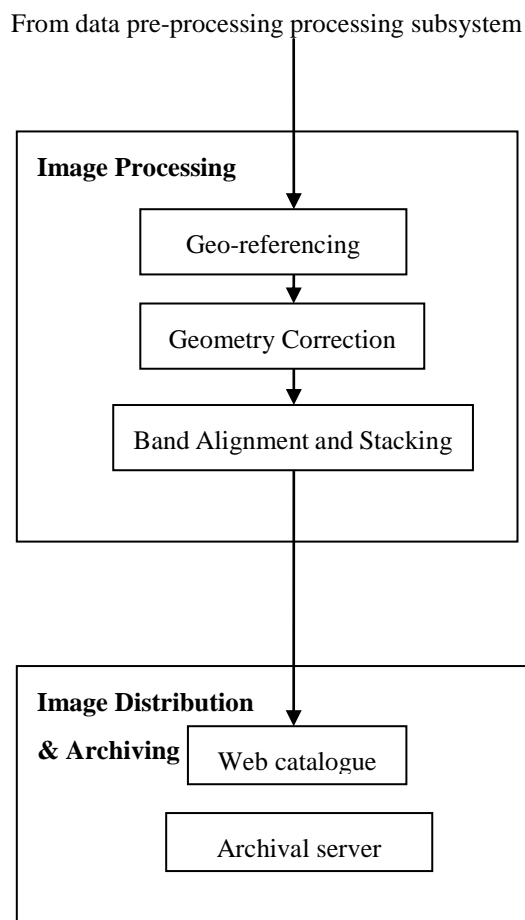 From data pre-processing processing subsystem
Image Processing
Geo-referencing
Geometry Correction
Band Alignment and Stacking
Image Distribution
& Archiving
Web catalogue
Archival server